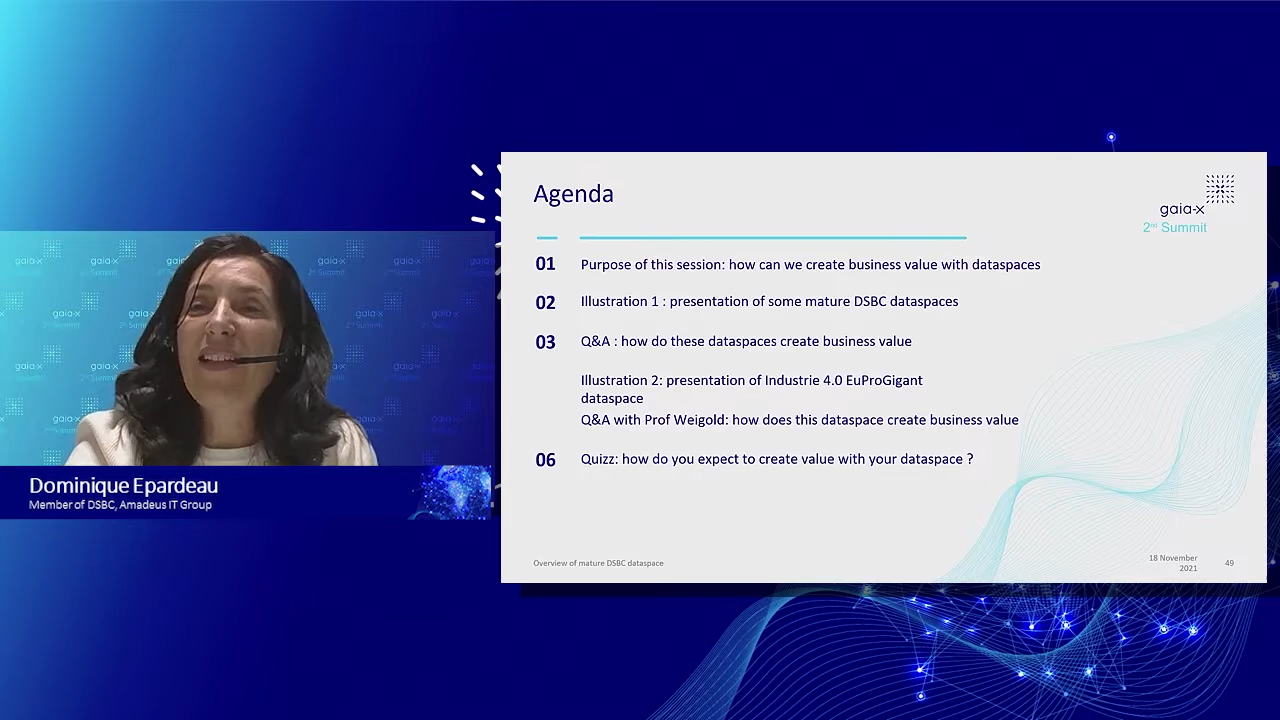 Agenda
gaia-x
2nd Summit
01 Purpose of this session: how can we create business value with dataspaces
02 Illustration 1 : presentation of some mature DSBC dataspaces
03 Q&A : how do these dataspaces create business value
Illustration 2: presentation of Industrie 4.0 EuProGigant
dataspace
Q&A with Prof Weigold: how does this dataspace create business value
06 Quizz: how do you expect to create value with your dataspace ?
Overview of mature DSBC dataspace
18 November
2021
49
gaia-x
2nd Summit
Dominique Epardeau
Member of DSBC, Amadeus IT Group